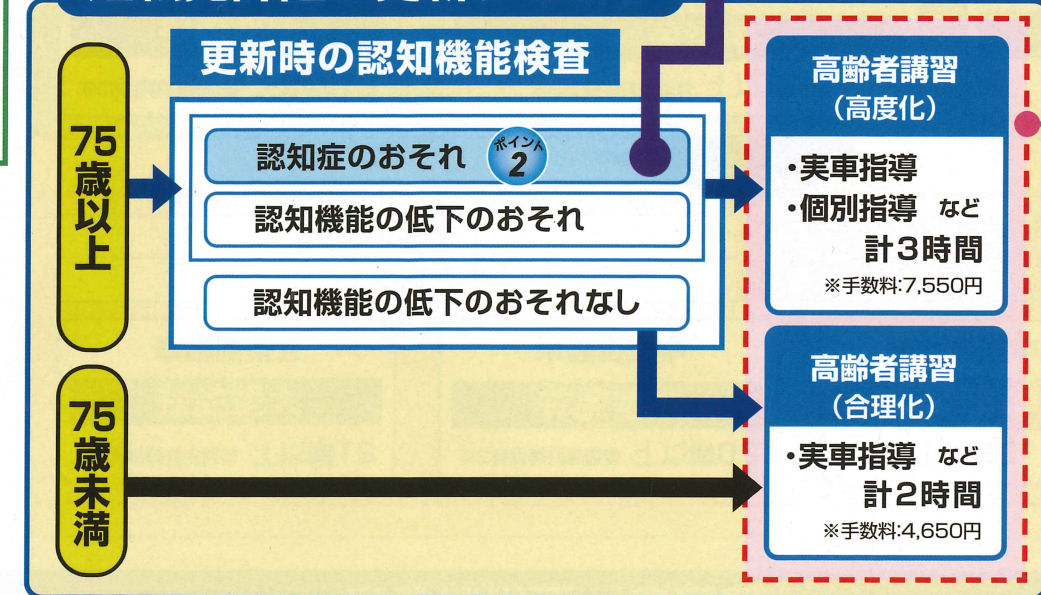 更新時の認知機能検査
75歳以上
認知症のおそれ
ポイント
2
認知機能の低下のおそれ
認知機能の低下のおそれなし
75歳未満
高齢者講習
(高度化)
・実車指導
・個別指導 など
計3時間
※手数料:7,550円
高齢者講習
(合理化)
・実車指導 など
計2時間
※手数料:4,650円